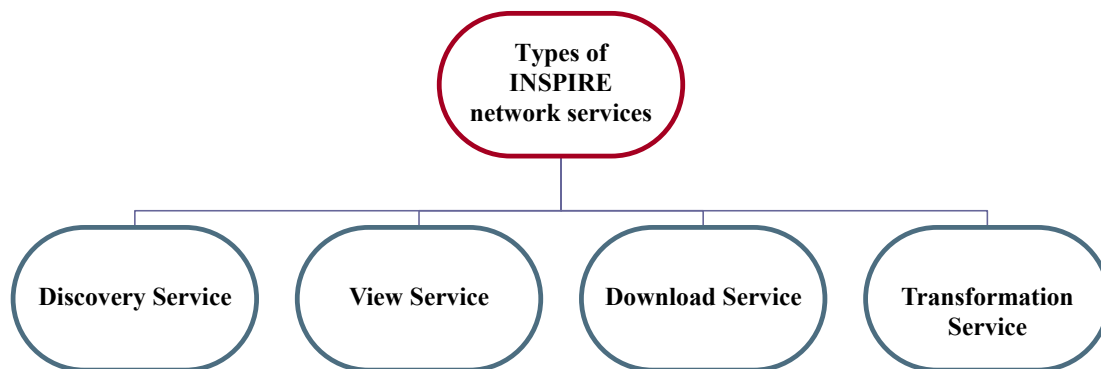 Types of
INSPIRE
network services
Discovery Service
View Service
Download Service
Transformation
Service